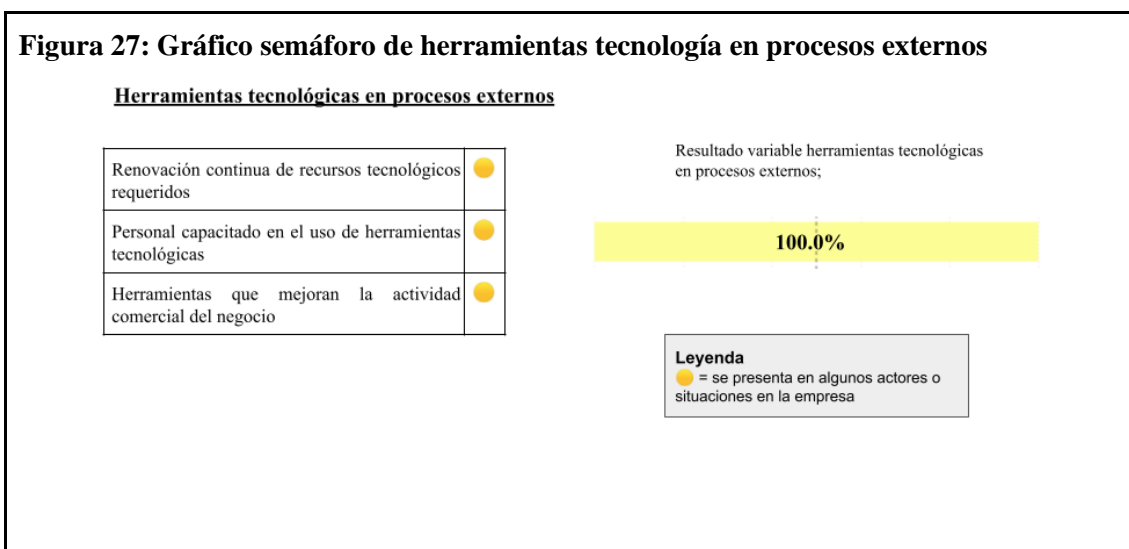 Figura 27: Gráfico semáforo de herramientas tecnología en procesos externos
Herramientas tecnológicas en procesos externos
Renovación continua de recursos tecnológicos
requeridos
Personal capacitado en el uso de herramientas
tecnológicas
Herramientas que mejoran la actividad
comercial del negocio
Resultado variable herramientas tecnológicas
en procesos externos;
100.0%
Leyenda
= se presenta en algunos actores o
situaciones en la empresa